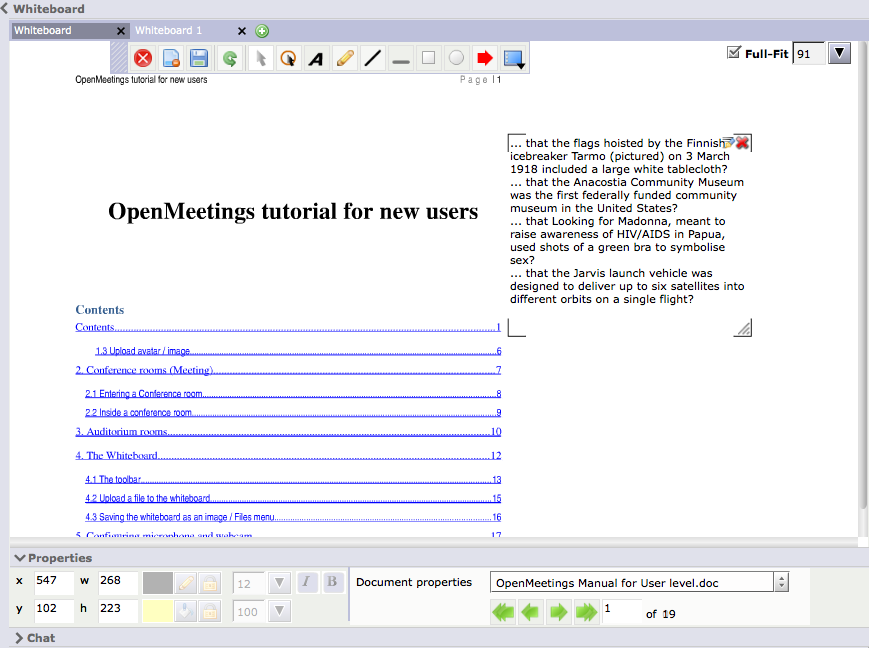 Whiteboard
Whiteboard
Whiteboard 1
A
Full-Fit
91
OpenMeetings tutorial for new users
Page | 1
... that the flags hoisted by the Finnish
icebreaker Tarmo (pictured) on 3 March
1918 included a large white tablecloth?
... that the Anacostia Community Museum
was the first federally funded community
museum in the United States?
... that Looking for Madonna, meant to
raise awareness of HIV/AIDS in Papua,
used shots of a green bra to symbolise
sex?
... that the Jarvis launch vehicle was
designed to deliver up to six satellites into
different orbits on a single flight?
OpenMeetings tutorial for new users
Contents
Contents 1
1.3 Upload avatar / image 6
2. Conference rooms (Meeting) 7
2.1 Entering a Conference room 8
2.2 Inside a conference room 9
3. Auditorium rooms 10
4. The Whiteboard 12
4.1 The toolbar 13
4.2 Upload a file to the whiteboard 15
4.3 Saving the whiteboard as an image / Files menu 16
5. Configuring microphone and webcam 17
Properties
x 547 w 268 12 I B Document properties OpenMeetings Manual for User level.doc
y 102 h 223 100 1 of 19
Chat